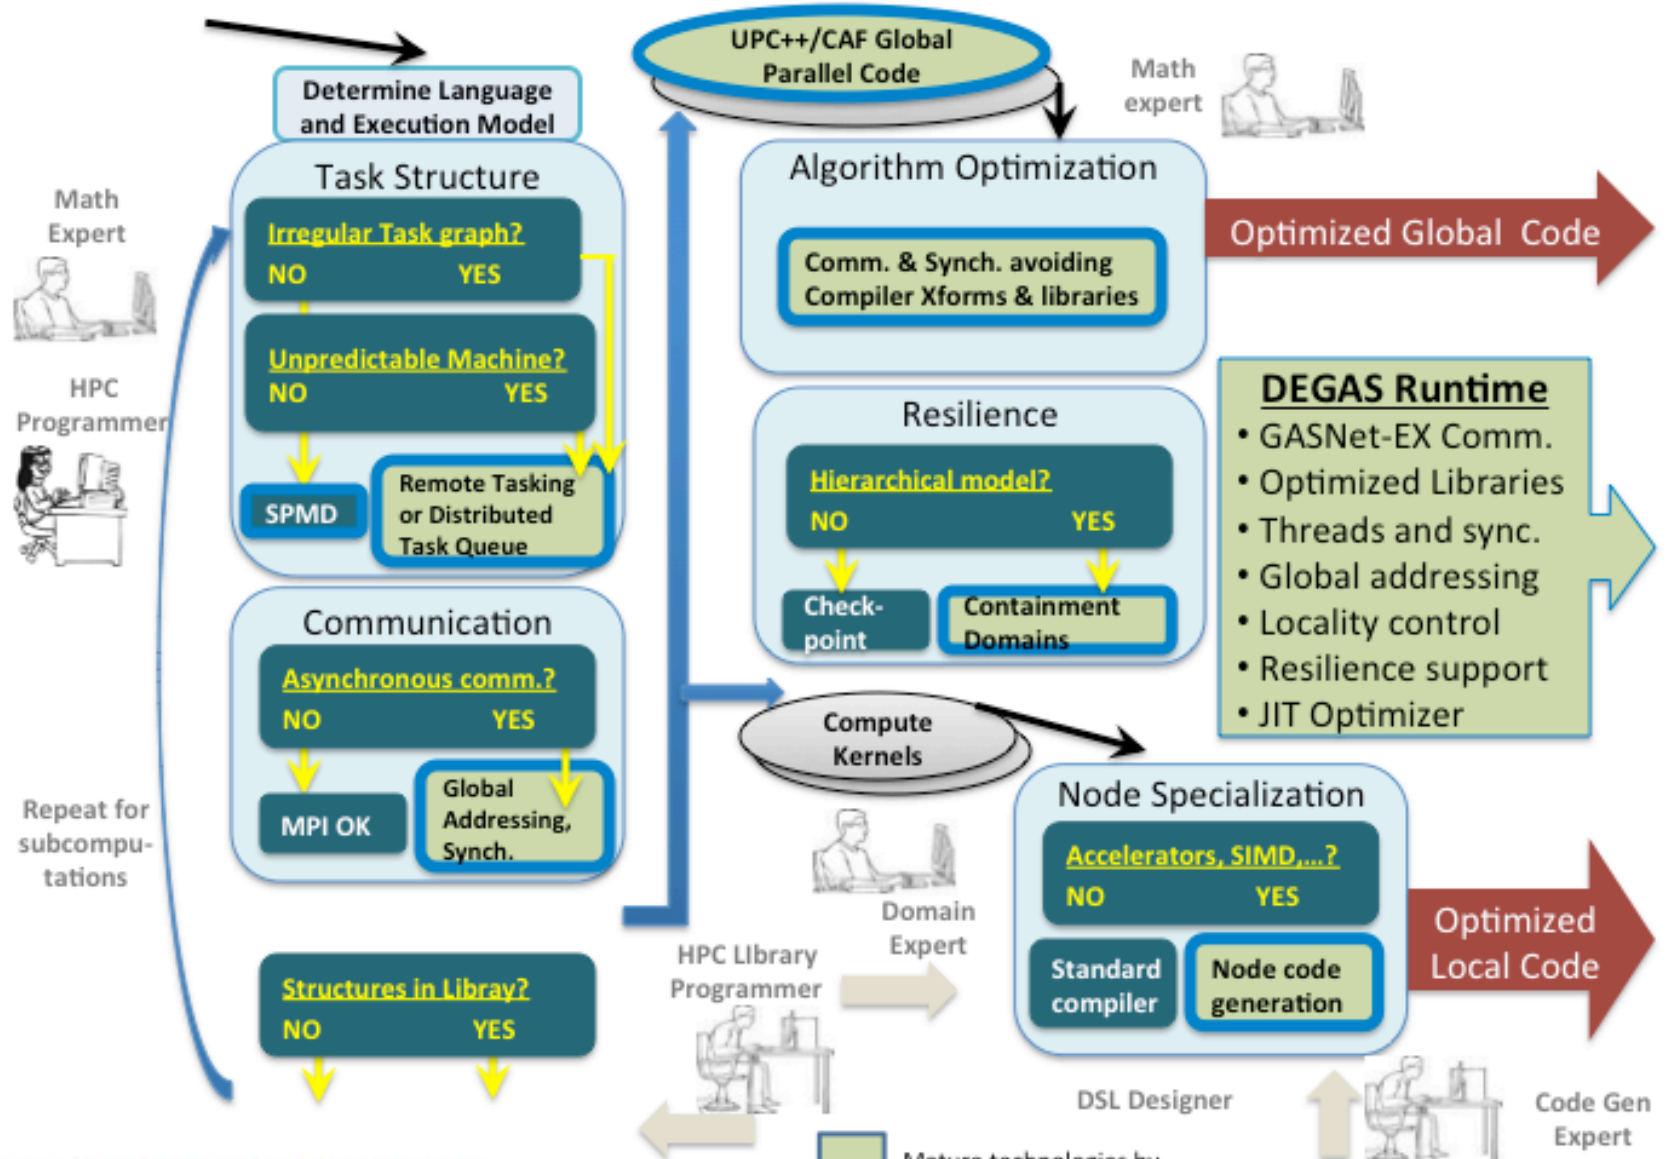 Determine Language
and Execution Model
Task Structure
Irregular Task graph?
NO YES
Unpredictable Machine?
NO YES
SPMD
Remote Tasking
or Distributed
Task Queue
Communication
Asynchronous comm.?
NO YES
MPI OK
Global
Addressing,
Synch.
Structures in Libray?
NO YES
Math
Expert
HPC
Programmer
Repeat for
subcompu-
tations
UPC++/CAF Global
Parallel Code
Math
expert
Algorithm Optimization
Comm. & Synch. avoiding
Compiler Xforms & libraries
Optimized Global Code
Resilience
Hierarchical model?
NO YES
Check-
point
Containment
Domains
DEGAS Runtime
• GASNet-EX Comm.
• Optimized Libraries
• Threads and sync.
• Global addressing
• Locality control
• Resilience support
• JIT Optimizer
Compute
Kernels
Domain
Expert
HPC LIbrary
Programmer
Node Specialization
Accelerators, SIMD,...?
NO YES
Standard
compiler
Node code
generation
Optimized
Local Code
DSL Designer
Code Gen
Expert
Mature technologies by